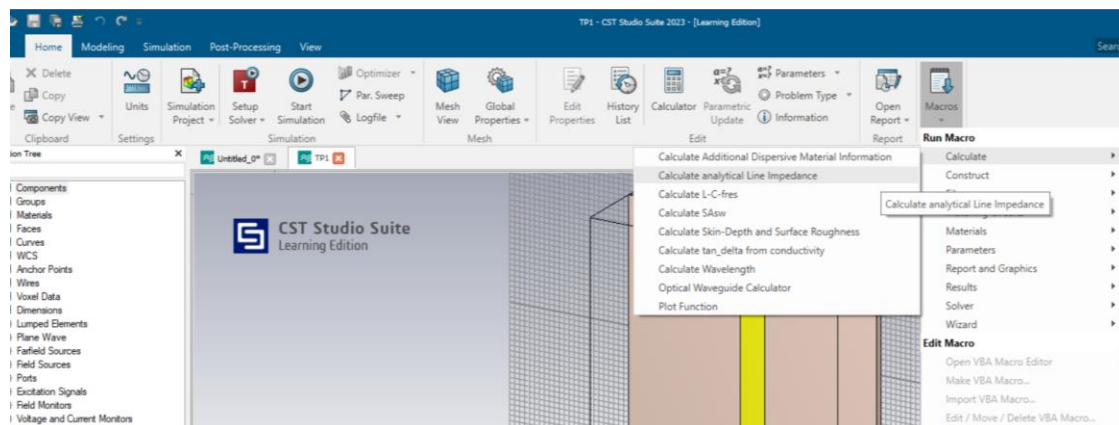 TP1 - CST Studio Suite 2023 - [Learning Edition]
Home Modeling Simulation Post-Processing View
Delete
Copy
Copy View
Clipboard
Units
Settings
Simulation Project
Setup Solver
Start Simulation
Optimizer
Par. Sweep
Logfile
Simulation
Mesh View
Global Properties
Mesh
Edit Properties
History List
Calculator
Parametric Update
Parameters
Problem Type
Information
Edit
Open Report
Report
Macros
Untitled_0*
TP1
Components
Groups
Materials
Faces
Curves
WCS
Anchor Points
Wires
Voxel Data
Dimensions
Lumped Elements
Plane Wave
Farfield Sources
Field Sources
Ports
Excitation Signals
Field Monitors
Voltage and Current Monitors
CST Studio Suite
Learning Edition
Calculate Additional Dispersive Material Information
Calculate analytical Line Impedance
Calculate L-C-fres
Calculate SAsw
Calculate Skin-Depth and Surface Roughness
Calculate tan_delta from conductivity
Calculate Wavelength
Optical Waveguide Calculator
Plot Function
Run Macro
Calculate
Construct
Calculate analytical Line Impedance
Materials
Parameters
Report and Graphics
Results
Solver
Wizard
Edit Macro
Open VBA Macro Editor
Make VBA Macro...
Import VBA Macro...
Edit / Move / Delete VBA Macro...